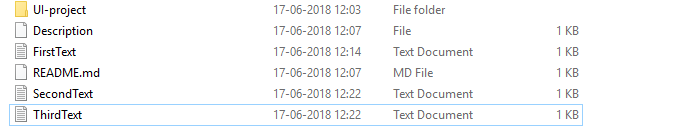 UI-project 17-06-2018 12:03 File folder
Description 17-06-2018 12:07 File 1 KB
FirstText 17-06-2018 12:14 Text Document 1 KB
README.md 17-06-2018 12:07 MD File 1 KB
SecondText 17-06-2018 12:22 Text Document 1 KB
ThirdText 17-06-2018 12:22 Text Document 1 KB